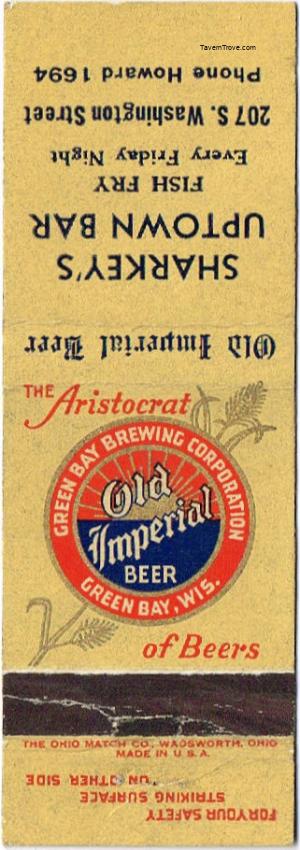 TavernTrove.com
Old Imperial Beer
SHARKEY'S
UPTOWN BAR
FISH FRY
Every Friday Night
207 S. Washington Street
Phone Howard 1694
THE Aristocrat
GREEN BAY BREWING CORPORATION
Old
Imperial
BEER
GREEN BAY, WIS.
of Beers
THE OHIO MATCH CO., WADSWORTH, OHIO
MADE IN U.S.A.
FOR YOUR SAFETY
STRIKING SURFACE
ON OTHER SIDE